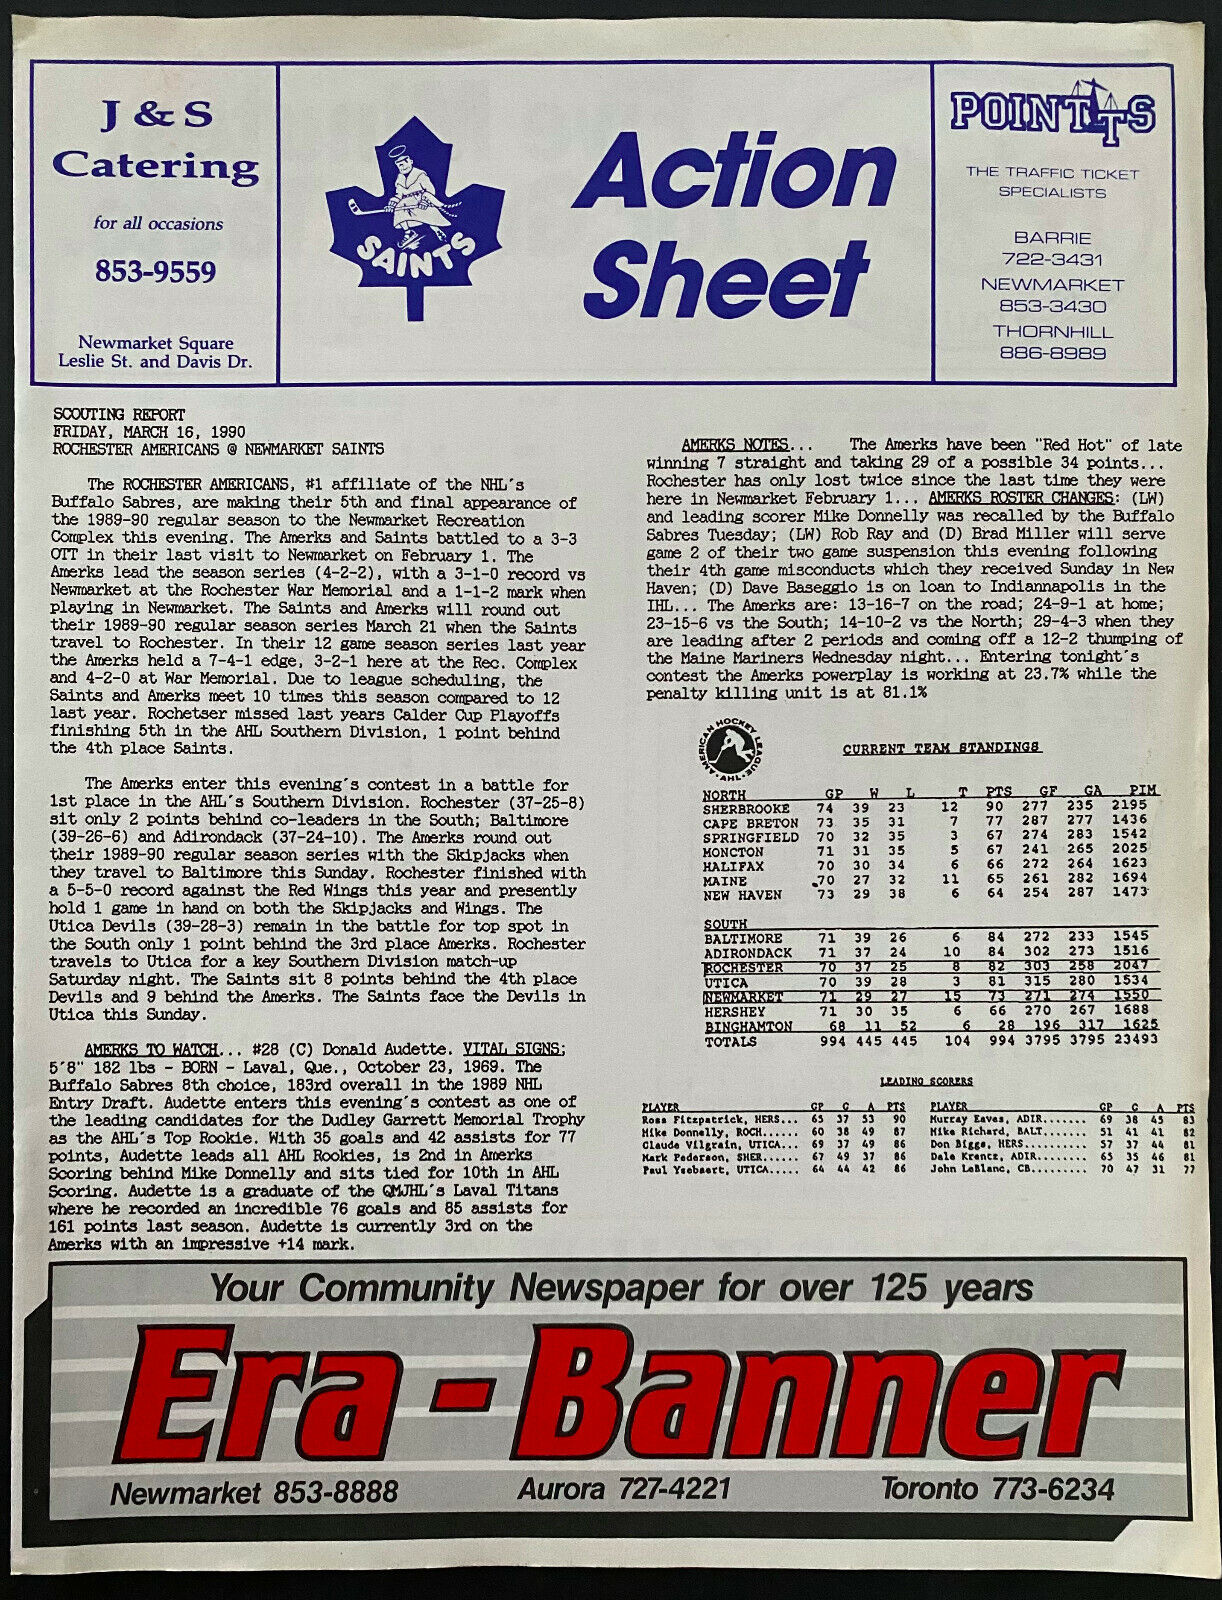 J & S
Catering
for all occasions
853-9559
Newmarket Square
Leslie St. and Davis Dr.
SAINTS
Action
Sheet
POINTTS
THE TRAFFIC TICKET
SPECIALISTS
BARRIE
722-3431
NEWMARKET
853-3430
THORNHILL
886-8989
SCOUTING REPORT
FRIDAY, MARCH 16, 1990
ROCHESTER AMERICANS @ NEWMARKET SAINTS
The ROCHESTER AMERICANS, #1 affiliate of the NHL's
Buffalo Sabres, are making their 5th and final appearance of
the 1989-90 regular season to the Newmarket Recreation
Complex this evening. The Amerks and Saints battled to a 3-3
OTT in their last visit to Newmarket on February 1. The
Amerks lead the season series (4-2-2), with a 3-1-0 record vs
Newmarket at the Rochester War Memorial and a 1-1-2 mark when
playing in Newmarket. The Saints and Amerks will round out
their 1989-90 regular season series March 21 when the Saints
travel to Rochester. In their 12 game season series last year
the Amerks held a 7-4-1 edge, 3-2-1 here at the Rec. Complex
and 4-2-0 at War Memorial. Due to league scheduling, the
Saints and Amerks meet 10 times this season compared to 12
last year. Rochetser missed last years Calder Cup Playoffs
finishing 5th in the AHL Southern Division, 1 point behind
the 4th place Saints.
The Amerks enter this evening's contest in a battle for
1st place in the AHL's Southern Division. Rochester (37-25-8)
sit only 2 points behind co-leaders in the South; Baltimore
(39-26-6) and Adirondack (37-24-10). The Amerks round out
their 1989-90 regular season series with the Skipjacks when
they travel to Baltimore this Sunday. Rochester finished with
a 5-5-0 record against the Red Wings this year and presently
hold 1 game in hand on both the Skipjacks and Wings. The
Utica Devils (39-28-3) remain in the battle for top spot in
the South only 1 point behind the 3rd place Amerks. Rochester
travels to Utica for a key Southern Division match-up
Saturday night. The Saints sit 8 points behind the 4th place
Devils and 9 behind the Amerks. The Saints face the Devils in
Utica this Sunday.
AMERKS TO WATCH... #28 (C) Donald Audette. VITAL SIGNS;
5'8" 182 lbs - BORN - Laval, Que., October 23, 1969. The
Buffalo Sabres 8th choice, 183rd overall in the 1989 NHL
Entry Draft. Audette enters this evening's contest as one of
the leading candidates for the Dudley Garrett Memorial Trophy
as the AHL's Top Rookie. With 35 goals and 42 assists for 77
points, Audette leads all AHL Rookies, is 2nd in Amerks
Scoring behind Mike Donnelly and sits tied for 10th in AHL
Scoring. Audette is a graduate of the QMJHL's Laval Titans
where he recorded an incredible 76 goals and 85 assists for
161 points last season. Audette is currently 3rd on the
Amerks with an impressive +14 mark.
AMERKS NOTES... The Amerks have been "Red Hot" of late
winning 7 straight and taking 29 of a possible 34 points...
Rochester has only lost twice since the last time they were
here in Newmarket February 1... AMERKS ROSTER CHANGES: (LW)
and leading scorer Mike Donnelly was recalled by the Buffalo
Sabres Tuesday; (LW) Rob Ray and (D) Brad Miller will serve
game 2 of their two game suspension this evening following
their 4th game misconducts which they received Sunday in New
Haven; (D) Dave Baseggio is on loan to Indiannapolis in the
IHL... The Amerks are: 13-16-7 on the road; 24-9-1 at home;
23-15-6 vs the South; 14-10-2 vs the North; 29-4-3 when they
are leading after 2 periods and coming off a 12-2 thumping of
the Maine Mariners Wednesday night... Entering tonight's
contest the Amerks powerplay is working at 23.7% while the
penalty killing unit is at 81.1%
AMERICAN HOCKEY LEAGUE
AHL
CURRENT TEAM STANDINGS
NORTH GP W L T PTS GF GA PIM
SHERBROOKE 74 39 23 12 90 277 235 2195
CAPE BRETON 73 35 31 7 77 287 277 1436
SPRINGFIELD 70 32 35 3 67 274 283 1542
MONCTON 71 31 35 5 67 241 265 2025
HALIFAX 70 30 34 6 66 272 264 1623
MAINE 70 27 32 11 65 261 282 1694
NEW HAVEN 73 29 38 6 64 254 287 1473
SOUTH
BALTIMORE 71 39 26 6 84 272 233 1545
ADIRONDACK 71 37 24 10 84 302 273 1516
ROCHESTER 70 37 25 8 82 303 258 2047
UTICA 70 39 28 3 81 315 280 1534
NEWMARKET 71 29 27 15 73 271 274 1550
HERSHEY 71 30 35 6 66 270 267 1688
BINGHAMTON 68 11 52 6 28 196 317 1625
TOTALS 994 445 445 104 994 3795 3795 23493
LEADING SCORERS
PLAYER GP G A PTS PLAYER GP G A PTS
Ross Fitzpatrick, HERS... 65 37 53 90 Murray Eaves, ADIR....... 69 38 45 83
Mike Donnelly, ROCH...... 60 38 49 87 Mike Richard, BALT....... 51 41 41 82
Claude Vilgrain, UTICA... 69 37 49 86 Don Biggs, HERS.......... 57 37 44 81
Mark Pederson, SHER...... 67 49 37 86 Dale Krentz, ADIR........ 65 35 46 81
Paul Ysebaert, UTICA..... 64 44 42 86 John LeBlanc, CB......... 70 47 31 77
Your Community Newspaper for over 125 years
Era-Banner
Newmarket 853-8888 Aurora 727-4221 Toronto 773-6234